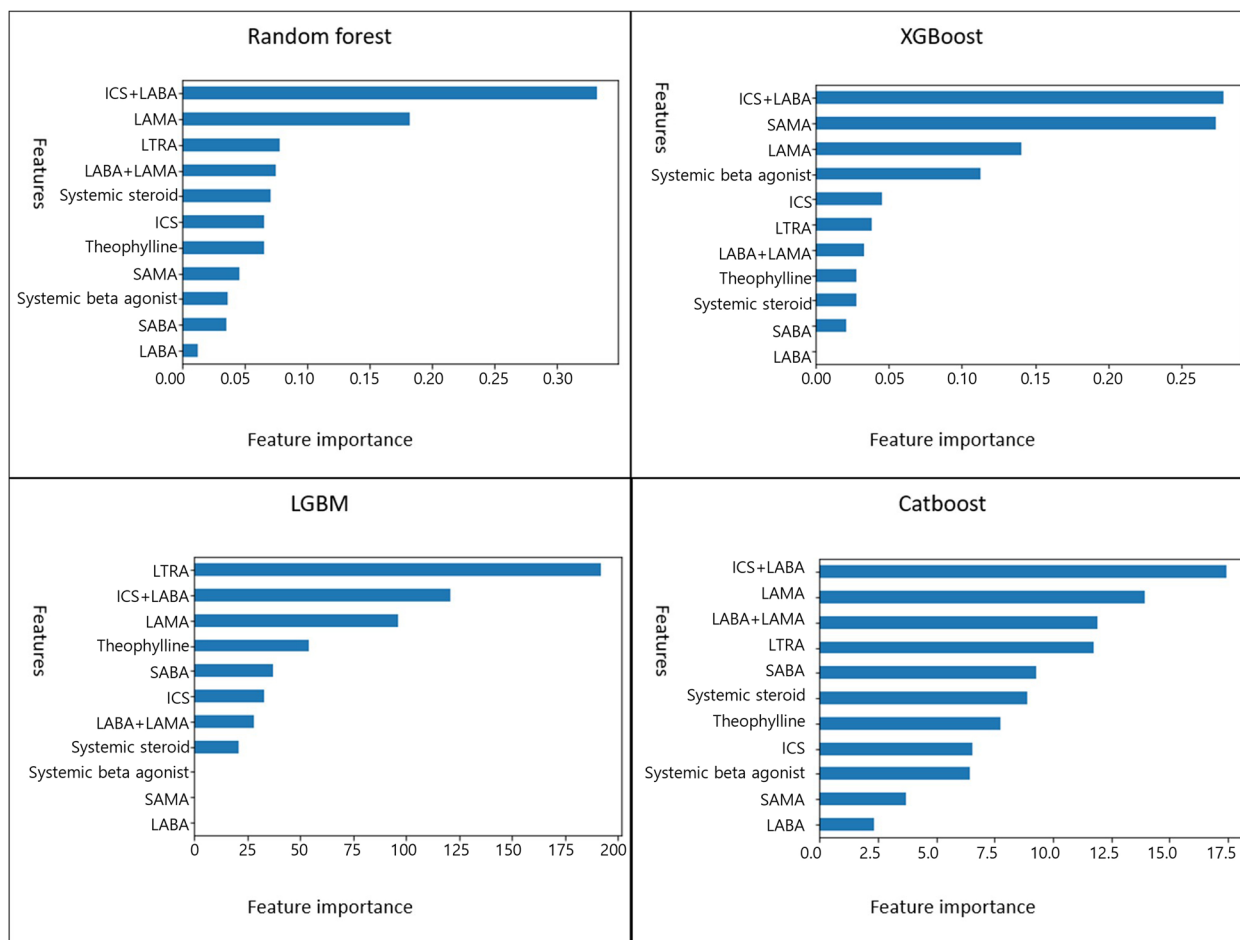 Random forest
Features
ICS+LABA
LAMA
LTRA
LABA+LAMA
Systemic steroid
ICS
Theophylline
SAMA
Systemic beta agonist
SABA
LABA
0.00 0.05 0.10 0.15 0.20 0.25 0.30
Feature importance
XGBoost
Features
ICS+LABA
SAMA
LAMA
Systemic beta agonist
ICS
LTRA
LABA+LAMA
Theophylline
Systemic steroid
SABA
LABA
0.00 0.05 0.10 0.15 0.20 0.25
Feature importance
LGBM
Features
LTRA
ICS+LABA
LAMA
Theophylline
SABA
ICS
LABA+LAMA
Systemic steroid
Systemic beta agonist
SAMA
LABA
0 25 50 75 100 125 150 175 200
Feature importance
Catboost
Features
ICS+LABA
LAMA
LABA+LAMA
LTRA
SABA
Systemic steroid
Theophylline
ICS
Systemic beta agonist
SAMA
LABA
0.0 2.5 5.0 7.5 10.0 12.5 15.0 17.5
Feature importance